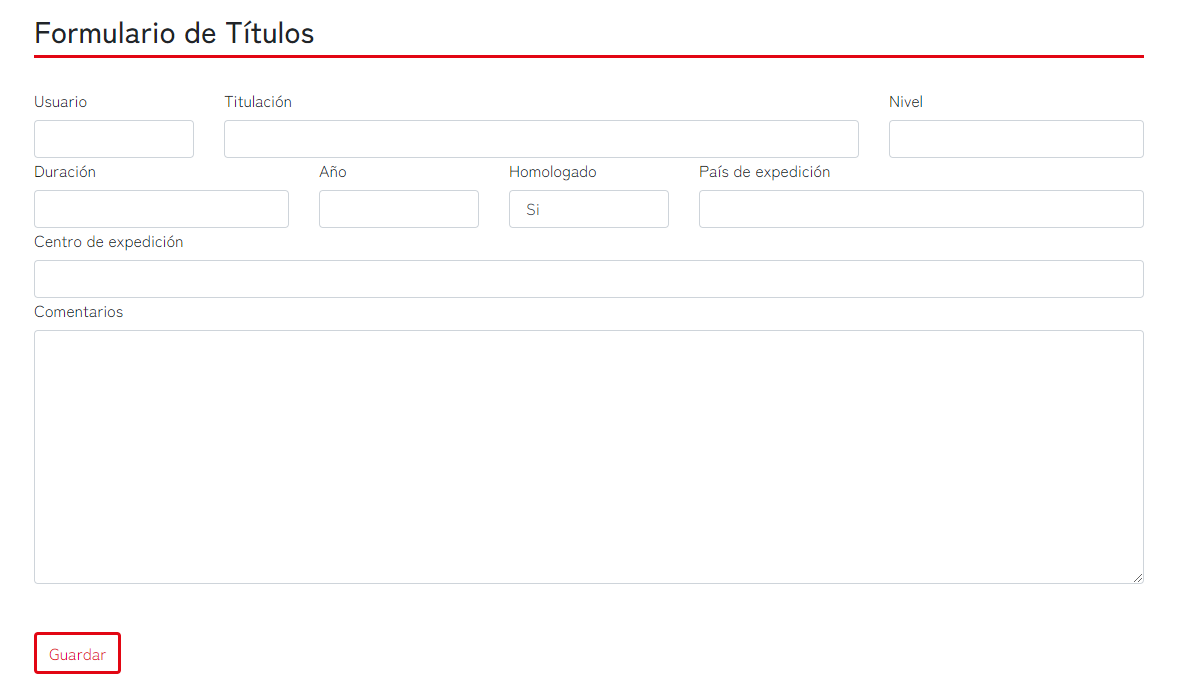 Formulario de Títulos
Usuario Titulación Nivel
Duración Año Homologado País de expedición
Si
Centro de expedición
Comentarios
Guardar